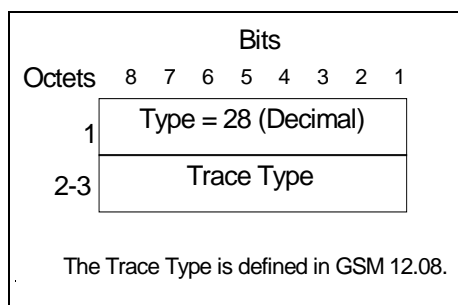 Bits
Octets 8 7 6 5 4 3 2 1
1 Type = 28 (Decimal)
2-3 Trace Type
The Trace Type is defined in GSM 12.08.
.